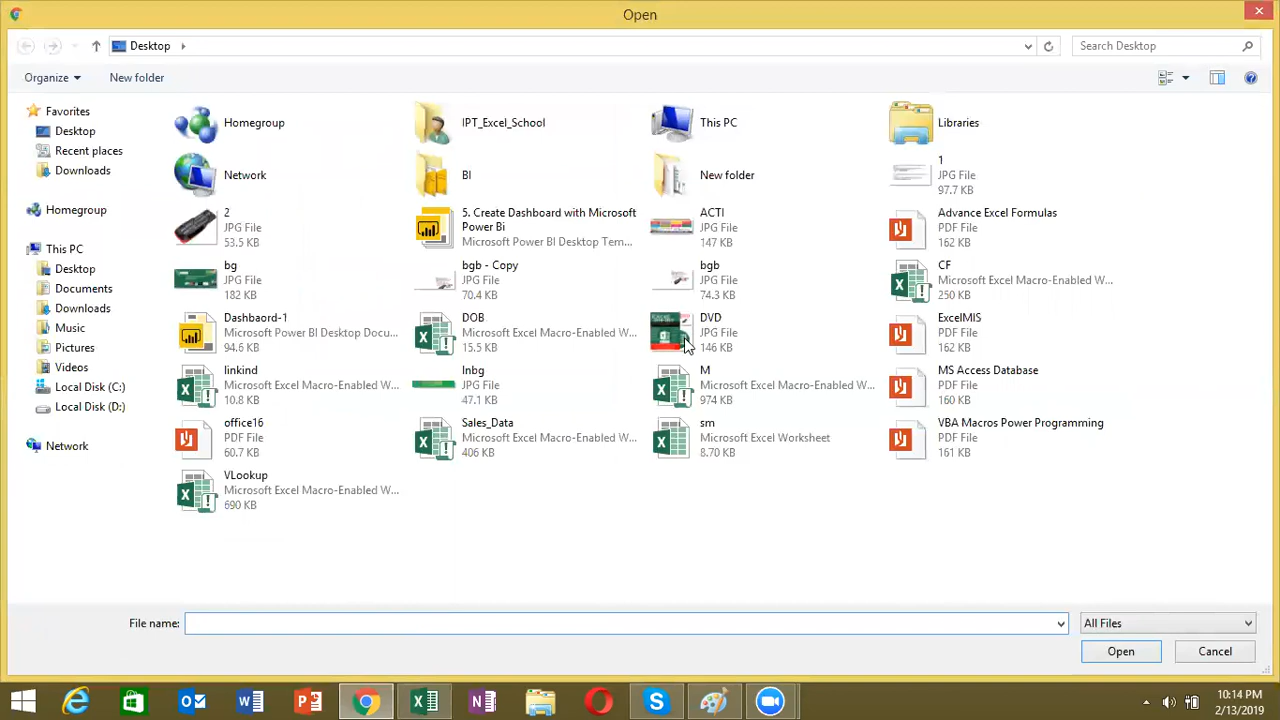 Open
Desktop
Search Desktop
Organize
New folder
Favorites
Desktop
Recent places
Downloads
Homegroup
This PC
Desktop
Documents
Downloads
Music
Pictures
Videos
Local Disk (C:)
Local Disk (D:)
Network
Homegroup
IPT_Excel_School
This PC
Libraries
Network
BI
New folder
1
JPG File
97.7 KB
2
JPG File
53.5 KB
5. Create Dashboard with Microsoft
Power Bi
Microsoft Power BI Desktop Tem...
ACTI
JPG File
147 KB
Advance Excel Formulas
PDF File
162 KB
bg
JPG File
182 KB
bgb - Copy
JPG File
70.4 KB
bgb
JPG File
74.3 KB
CF
Microsoft Excel Macro-Enabled W...
250 KB
Dashbaord-1
Microsoft Power BI Desktop Docu...
94.6 KB
DOB
Microsoft Excel Macro-Enabled W...
15.5 KB
DVD
JPG File
146 KB
ExcelMIS
PDF File
162 KB
linkind
Microsoft Excel Macro-Enabled W...
10.8 KB
lnbg
JPG File
47.1 KB
M
Microsoft Excel Macro-Enabled W...
974 KB
MS Access Database
PDF File
160 KB
office16
PDF File
60.7 KB
Sales_Data
Microsoft Excel Macro-Enabled W...
406 KB
sm
Microsoft Excel Worksheet
8.70 KB
VBA Macros Power Programming
PDF File
161 KB
VLookup
Microsoft Excel Macro-Enabled W...
690 KB
File name:
All Files
Open
Cancel
10:14 PM
2/13/2019